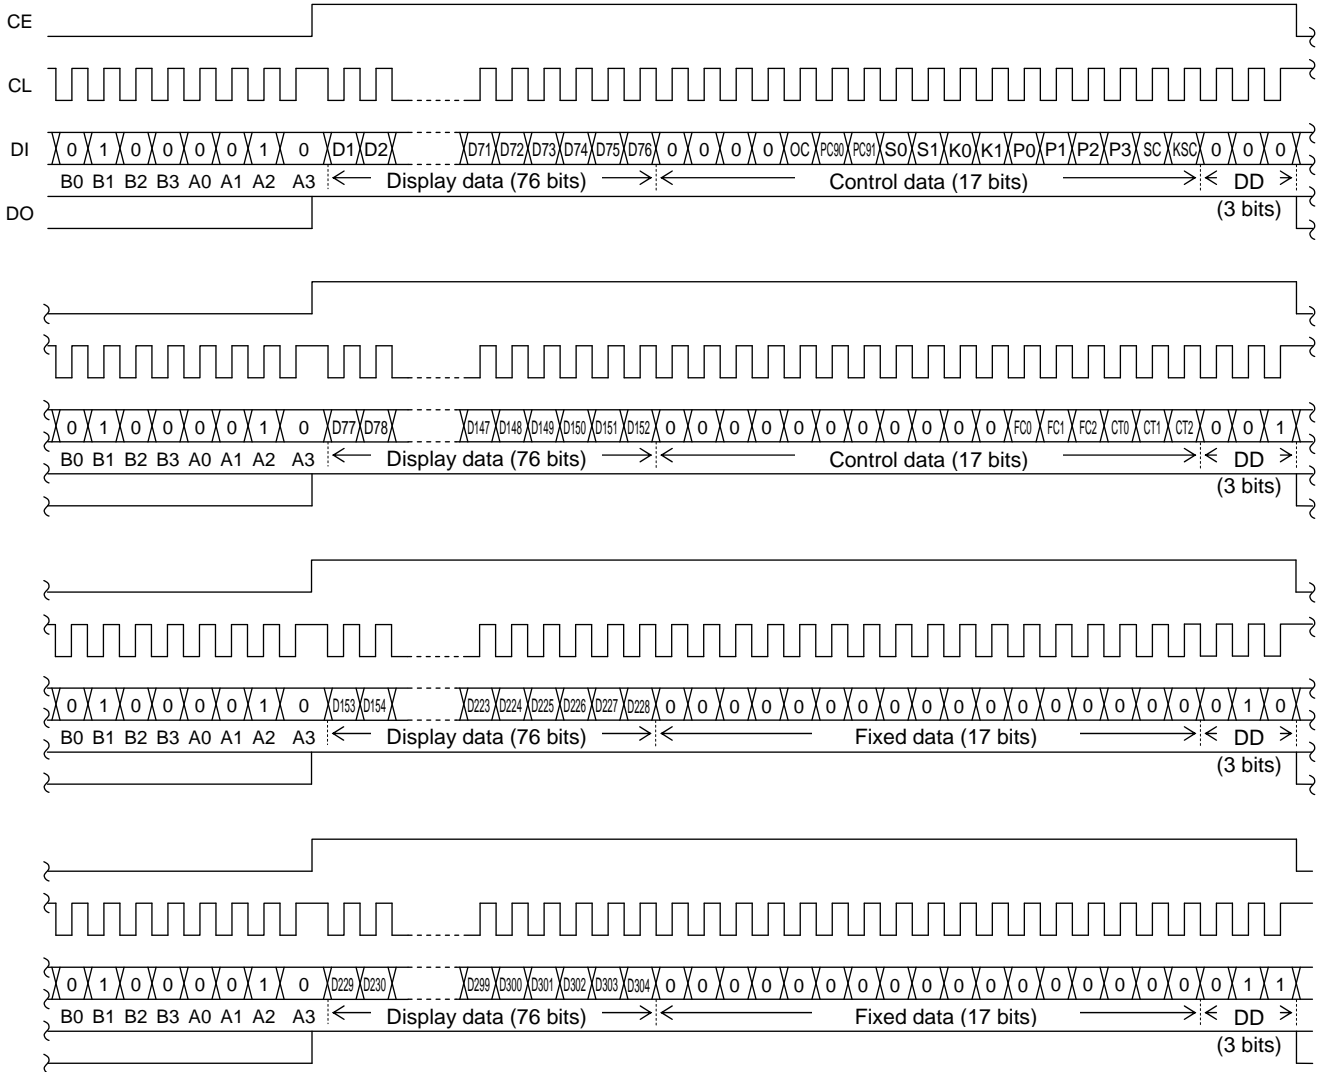 CE
CL
DI 0 1 0 0 0 0 1 0 D1 D2 D71 D72 D73 D74 D75 D76 0 0 0 0 OC PC90 PC91 S0 S1 K0 K1 P0 P1 P2 P3 SC KSC 0 0 0
B0 B1 B2 B3 A0 A1 A2 A3 Display data (76 bits) Control data (17 bits) DD
(3 bits)
DO
0 1 0 0 0 0 1 0 D77 D78 D147 D148 D149 D150 D151 D152 0 0 0 0 0 0 0 0 0 0 0 FC0 FC1 FC2 CT0 CT1 CT2 0 0 1
B0 B1 B2 B3 A0 A1 A2 A3 Display data (76 bits) Control data (17 bits) DD
(3 bits)
0 1 0 0 0 0 1 0 D153 D154 D223 D224 D225 D226 D227 D228 0 0 0 0 0 0 0 0 0 0 0 0 0 0 0 0 0 0 1 0
B0 B1 B2 B3 A0 A1 A2 A3 Display data (76 bits) Fixed data (17 bits) DD
(3 bits)
0 1 0 0 0 0 1 0 D229 D230 D299 D300 D301 D302 D303 D304 0 0 0 0 0 0 0 0 0 0 0 0 0 0 0 0 0 0 1 1
B0 B1 B2 B3 A0 A1 A2 A3 Display data (76 bits) Fixed data (17 bits) DD
(3 bits)